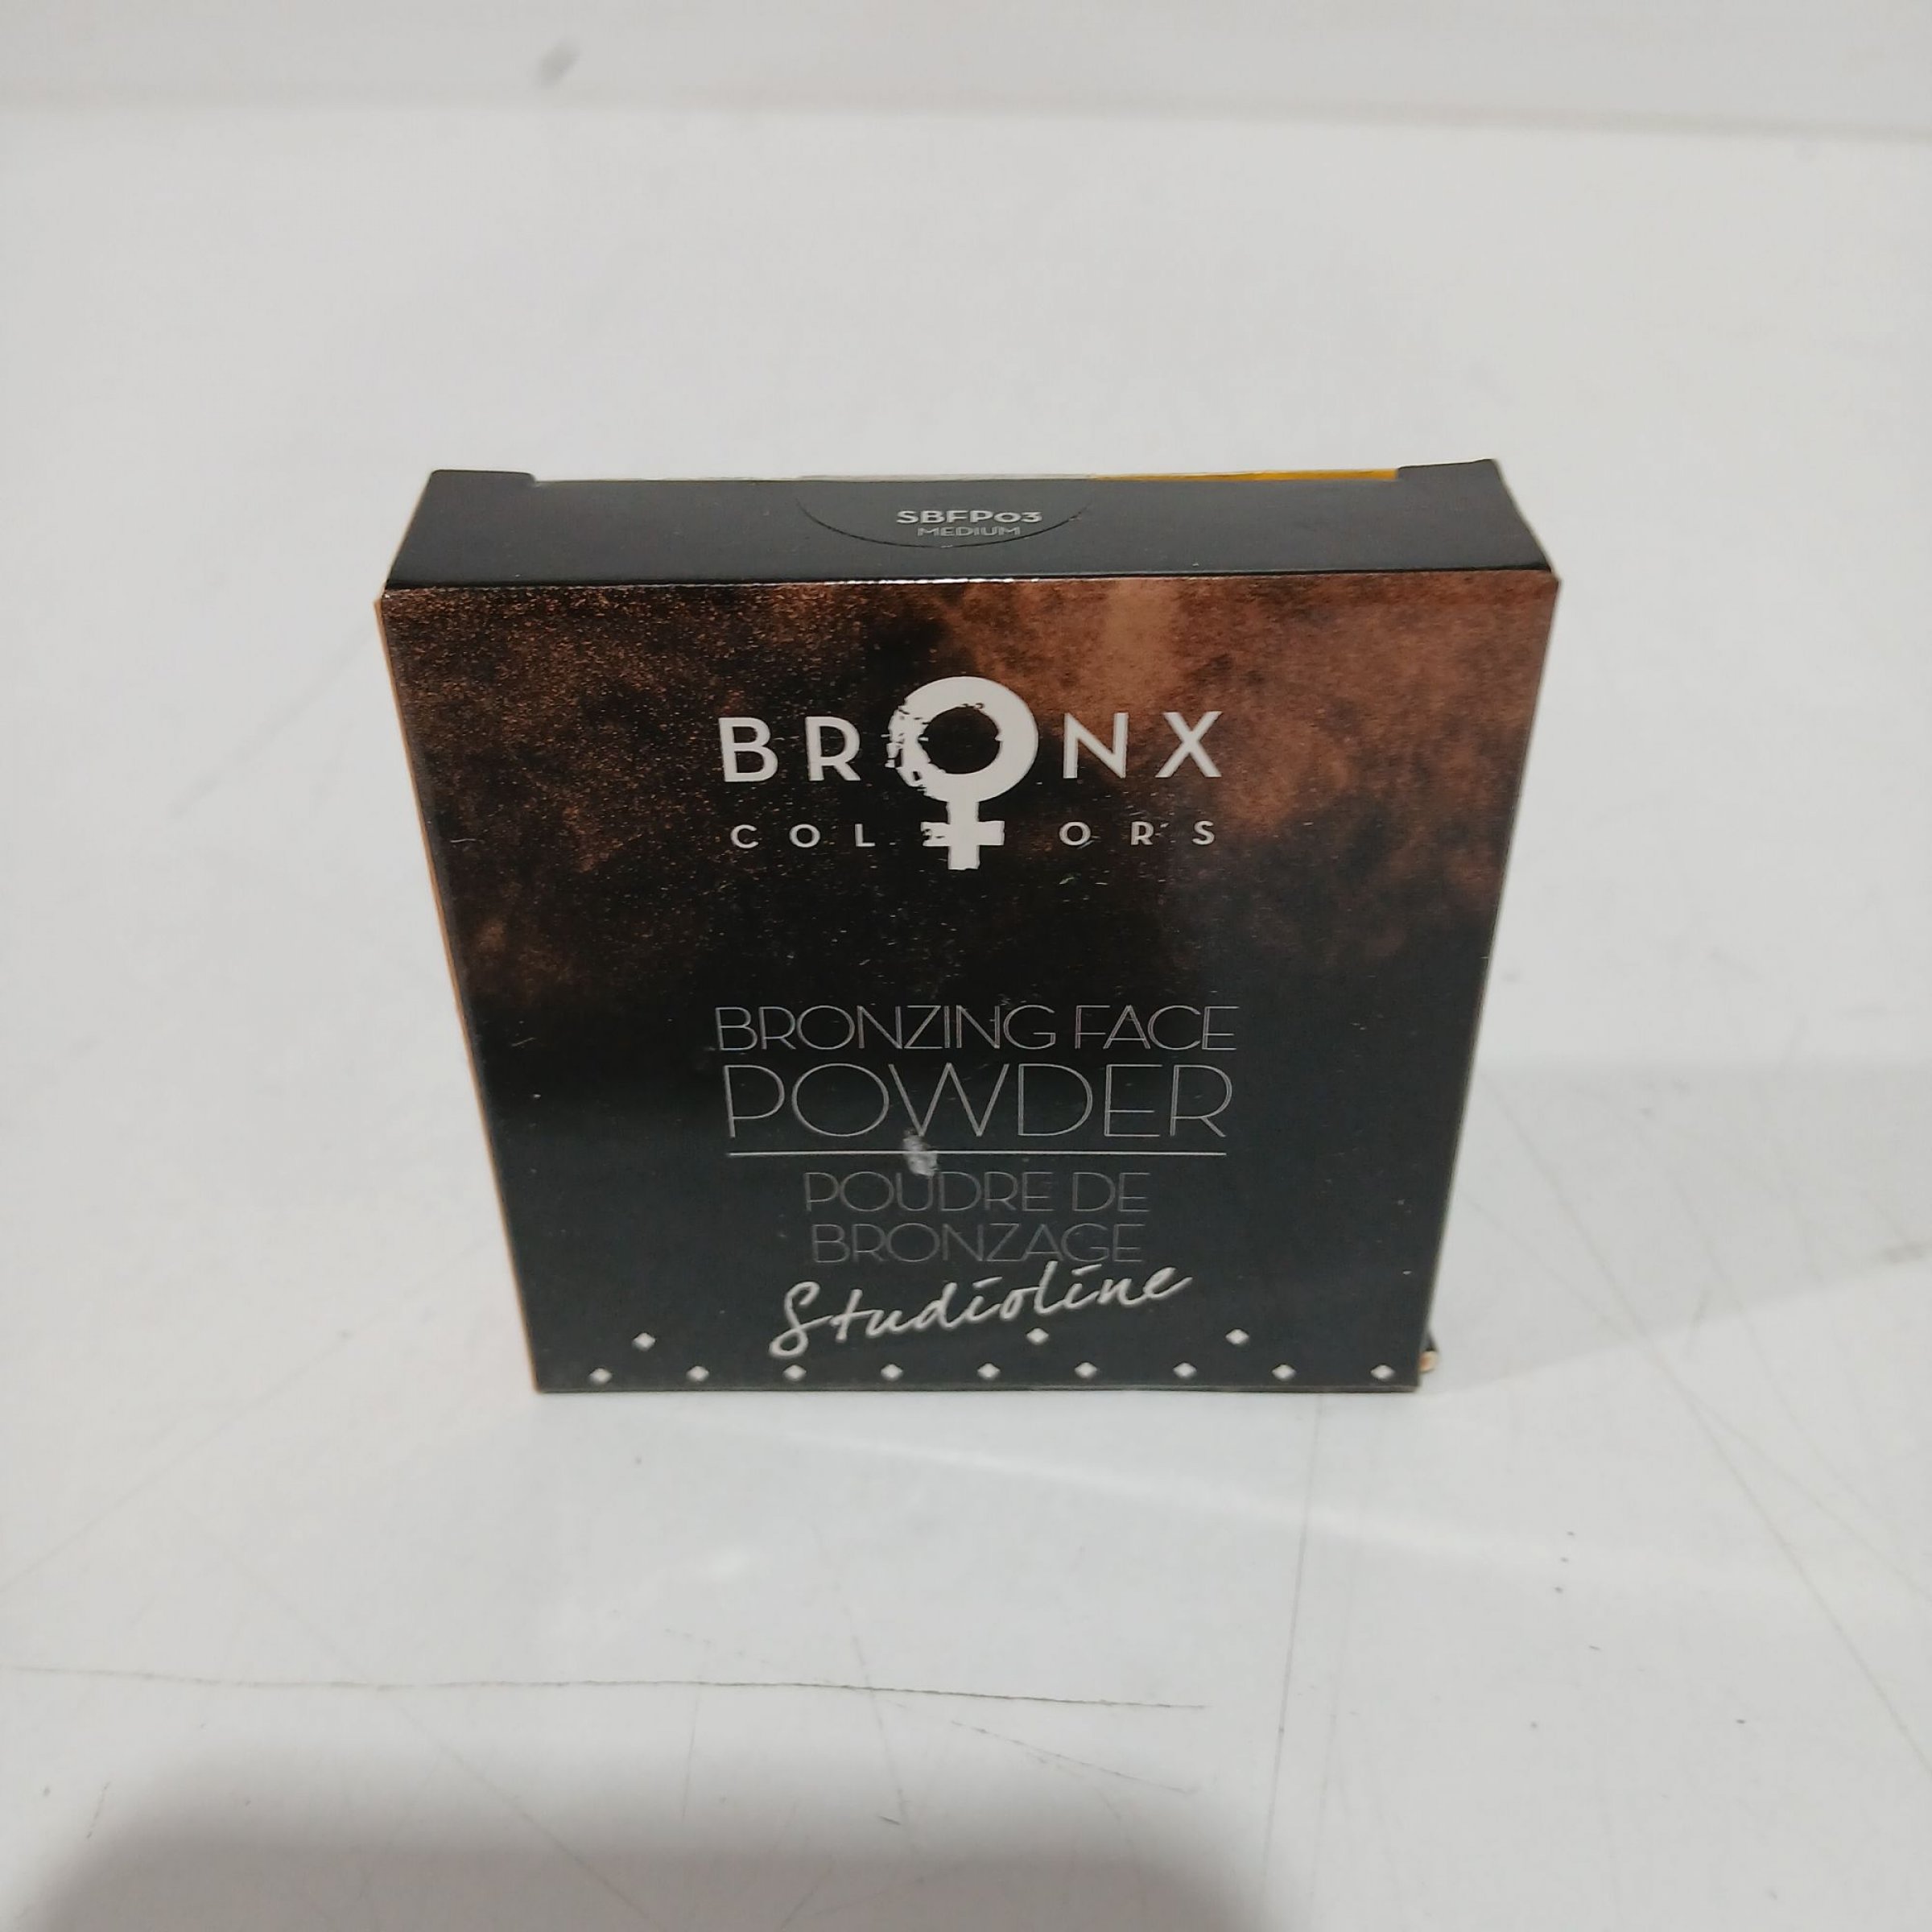 SBFP03
MEDIUM
BRONX
COLORS
BRONZING FACE
POWDER
POUDRE DE
BRONZAGE
Studioline